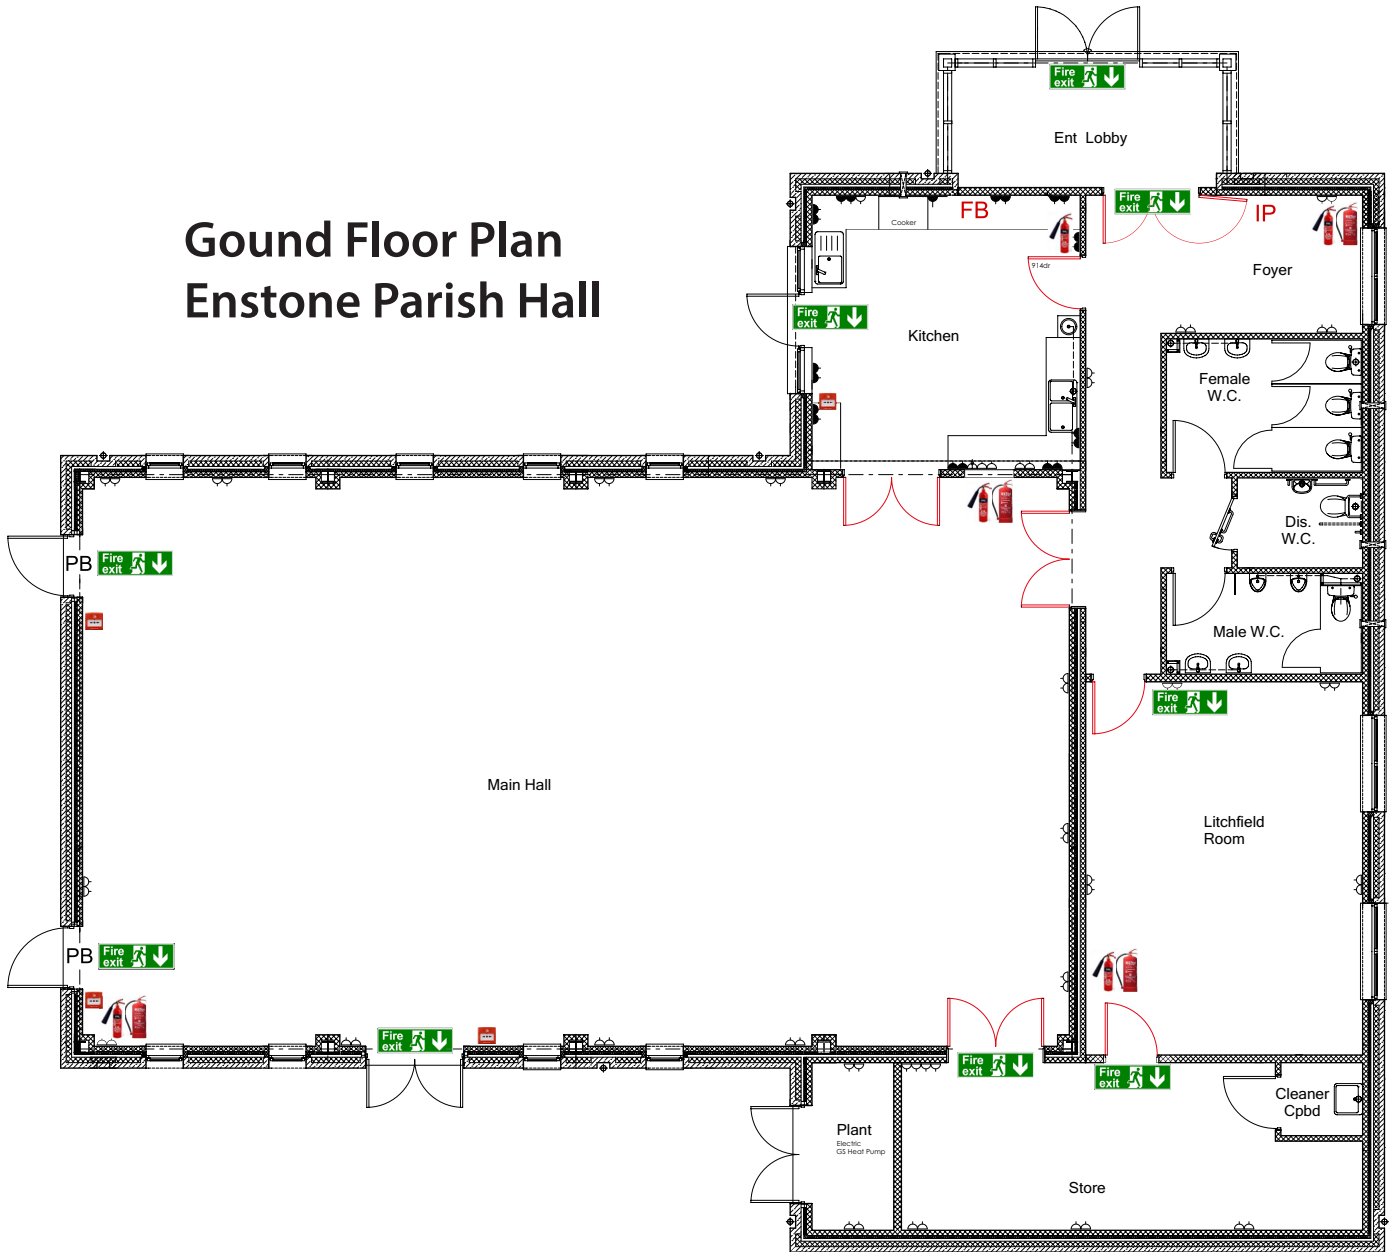 Gound Floor Plan
Enstone Parish Hall
Fire
exit
Ent Lobby
Fire
exit
Cooker
FB
IP
914dr
Foyer
Fire
exit
Kitchen
Female
W.C.
Dis.
W.C.
PB
Fire
exit
Male W.C.
Fire
exit
Main Hall
Litchfield
Room
PB
Fire
exit
Fire
exit
Fire
exit
Fire
exit
Cleaner
Cpbd
Plant
Electric
GS Heat Pump
Store